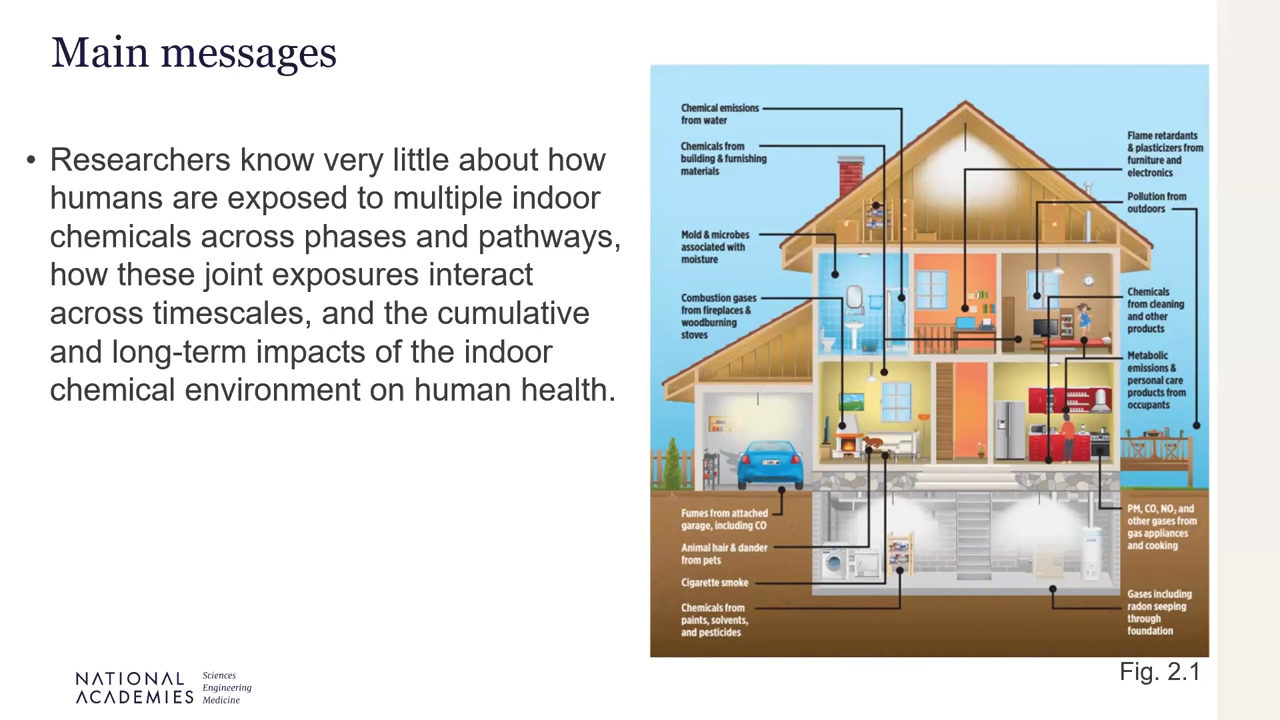 Main messages
• Researchers know very little about how
humans are exposed to multiple indoor
chemicals across phases and pathways,
how these joint exposures interact
across timescales, and the cumulative
and long-term impacts of the indoor
chemical environment on human health.
Chemical emissions
from water
Chemicals from
building & furnishing
materials
Mold & microbes
associated with
moisture
Combustion gases
from fireplaces &
woodburning
stoves
Fumes from attached
garage, including CO
Animal hair & dander
from pets
Cigarette smoke
Chemicals from
paints, solvents,
and pesticides
Flame retardants
& plasticizers from
furniture and
electronics
Pollution from
outdoors
Chemicals
from cleaning
and other
products
Metabolic
emissions &
personal care
products from
occupants
PM, CO, NO₂, and
other gases from
gas appliances
and cooking
Gases including
radon seeping
through
foundation
Fig. 2.1
NATIONAL
ACADEMIES
Sciences
Engineering
Medicine